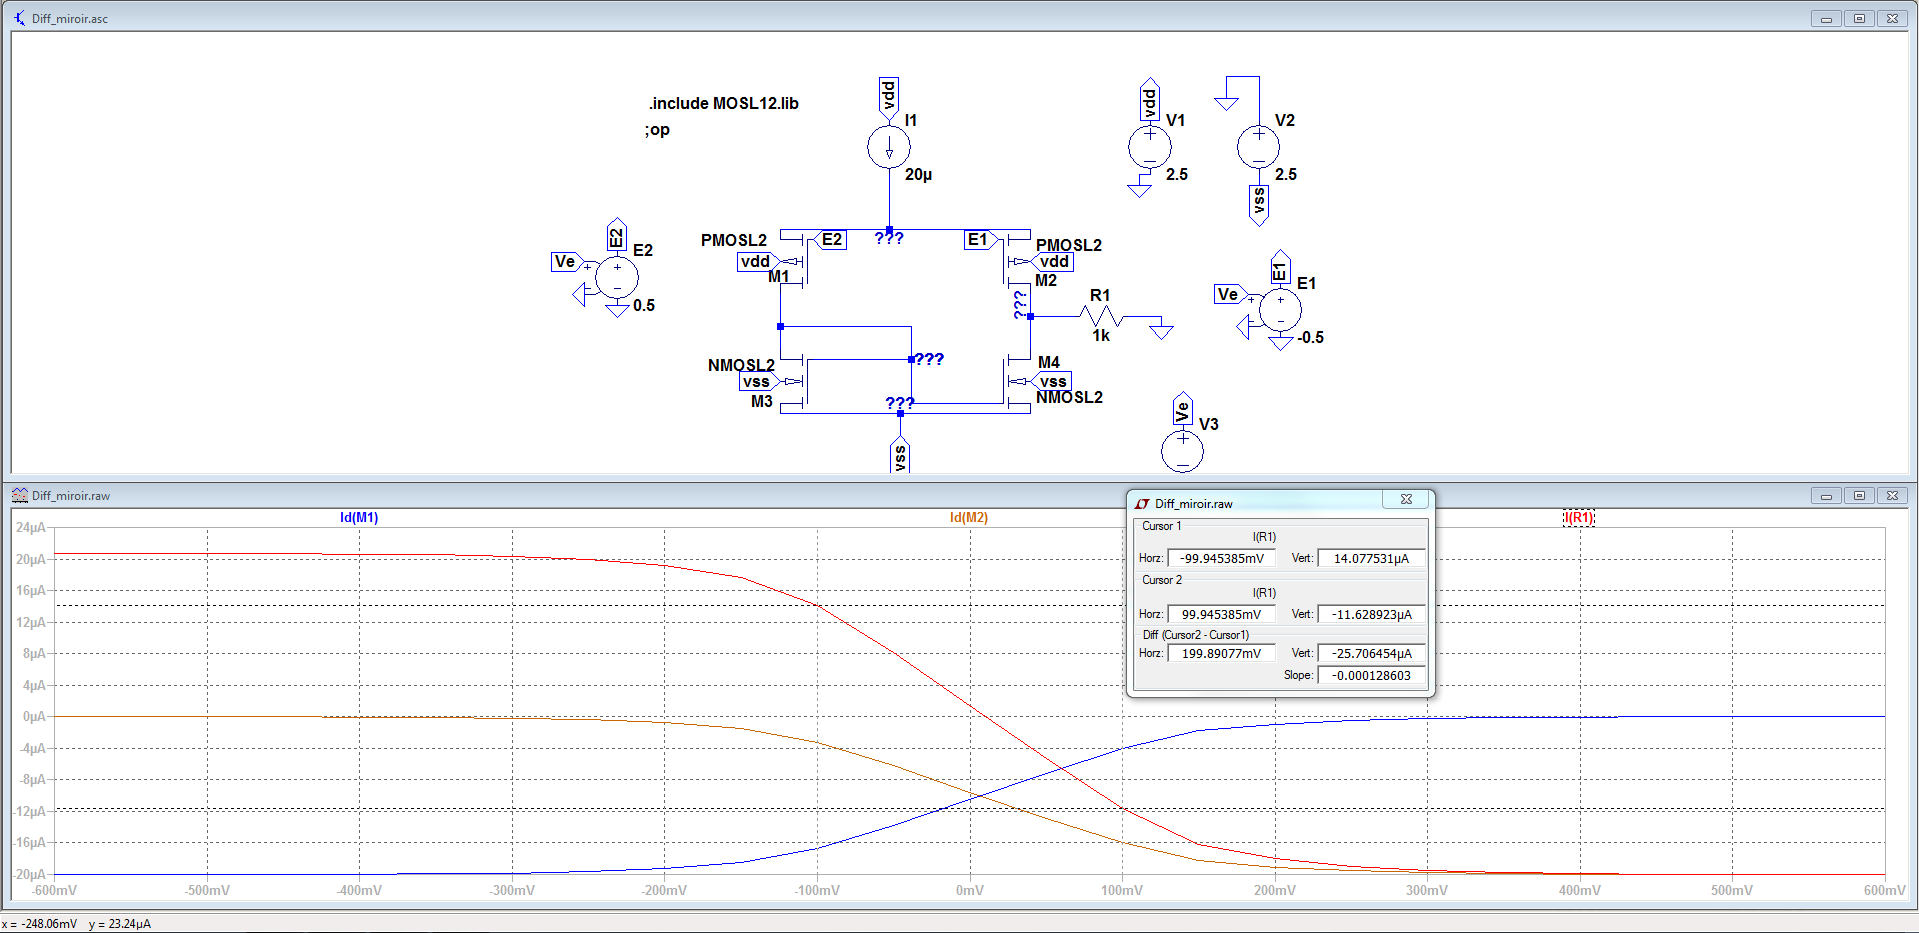 Diff_miroir.asc
.include MOSL12.lib
;op
vdd
I1
20µ
vdd
V1
2.5
V2
2.5
vss
E2
Ve
E2
0.5
PMOSL2
E2
???
E1
PMOSL2
vdd
M1
vdd
M2
???
R1
1k
E1
Ve
E1
-0.5
NMOSL2
vss
M3
???
???
M4
vss
NMOSL2
vss
Ve
V3
Diff_miroir.raw
Id(M1)
Id(M2)
I(R1)
24µA
20µA
16µA
12µA
8µA
4µA
0µA
-4µA
-8µA
-12µA
-16µA
-20µA
-600mV
-500mV
-400mV
-300mV
-200mV
-100mV
0mV
100mV
200mV
300mV
400mV
500mV
600mV
Diff_miroir.raw
Cursor 1
I(R1)
Horz: -99.945385mV Vert: 14.077531µA
Cursor 2
I(R1)
Horz: 99.945385mV Vert: -11.628923µA
Diff (Cursor2 - Cursor1)
Horz: 199.89077mV Vert: -25.706454µA
Slope: -0.000128603
x = -248.06mV y = 23.24µA